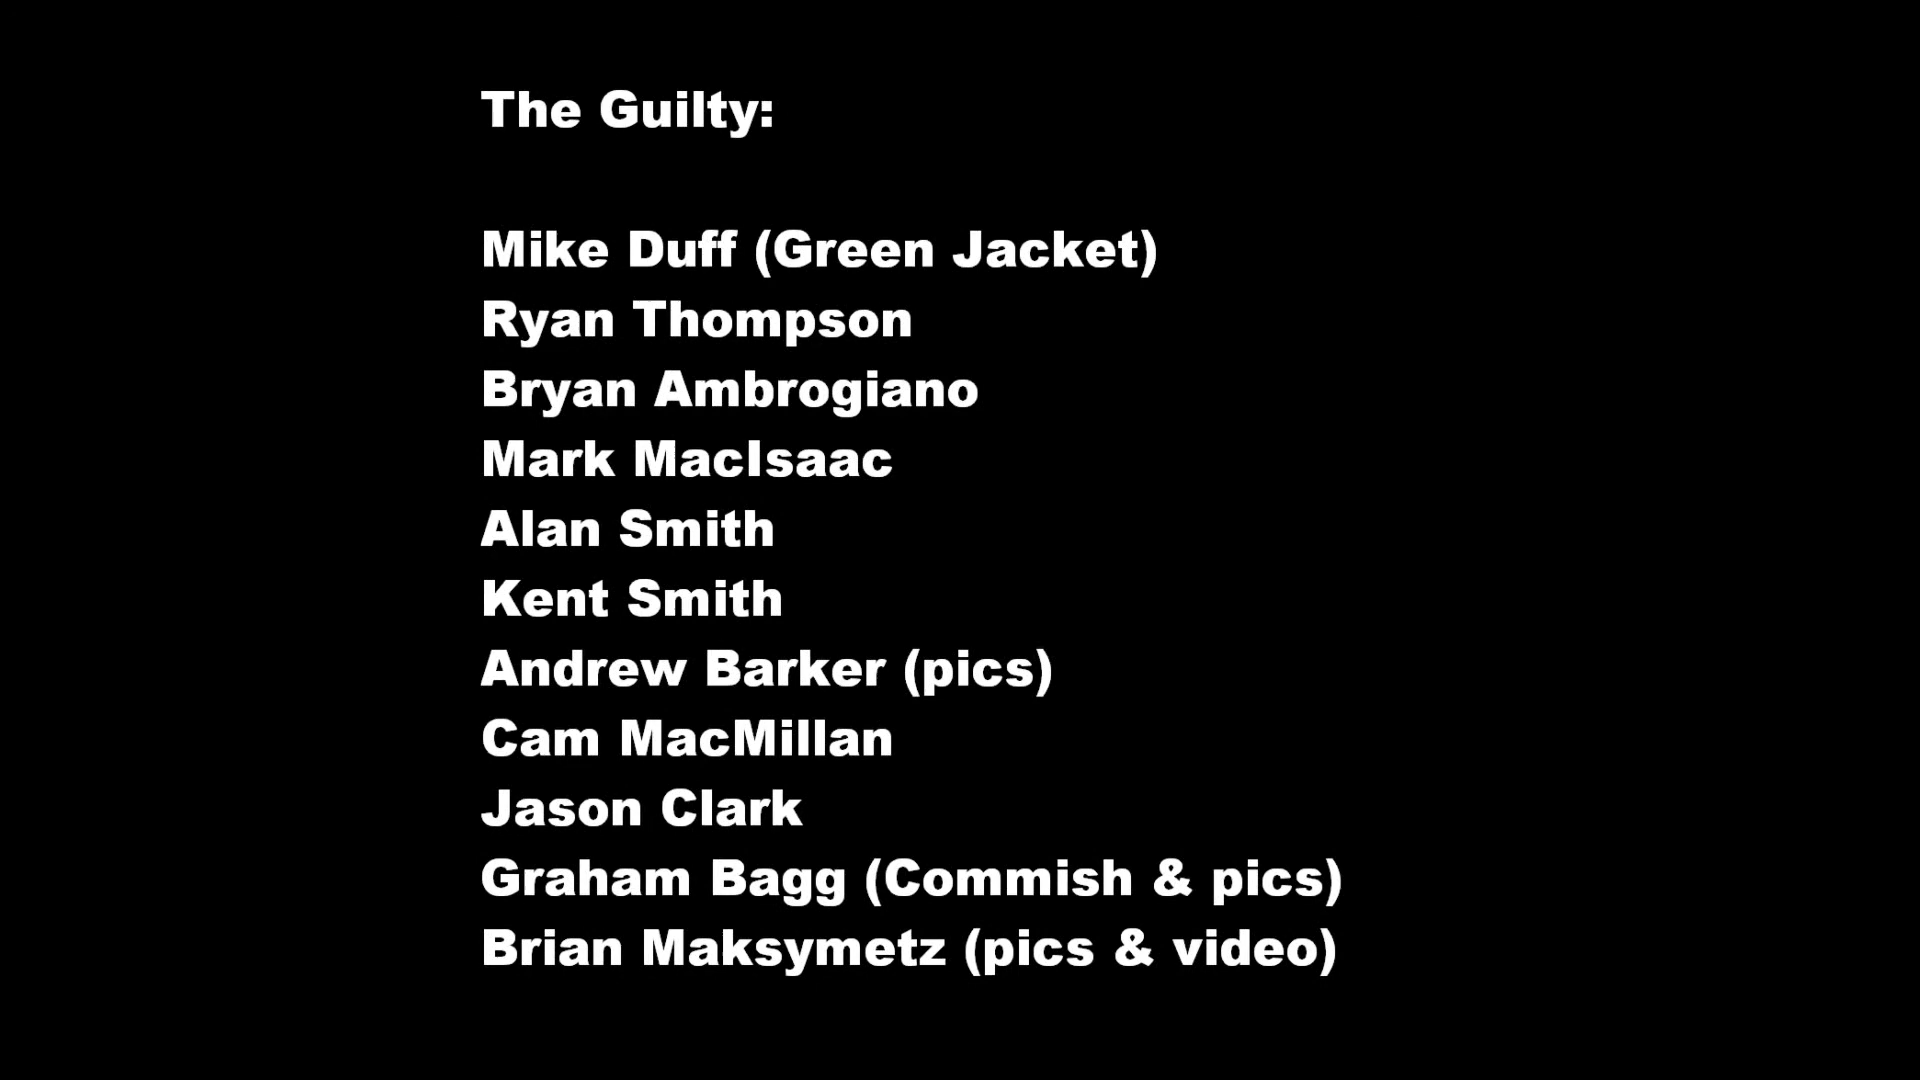 The Guilty:
Mike Duff (Green Jacket)
Ryan Thompson
Bryan Ambrogiano
Mark MacIsaac
Alan Smith
Kent Smith
Andrew Barker (pics)
Cam MacMillan
Jason Clark
Graham Bagg (Commish & pics)
Brian Maksymetz (pics & video)